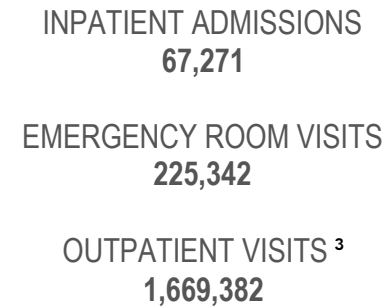 INPATIENT ADMISSIONS
67,271
EMERGENCY ROOM VISITS
225,342
OUTPATIENT VISITS ³
1,669,382